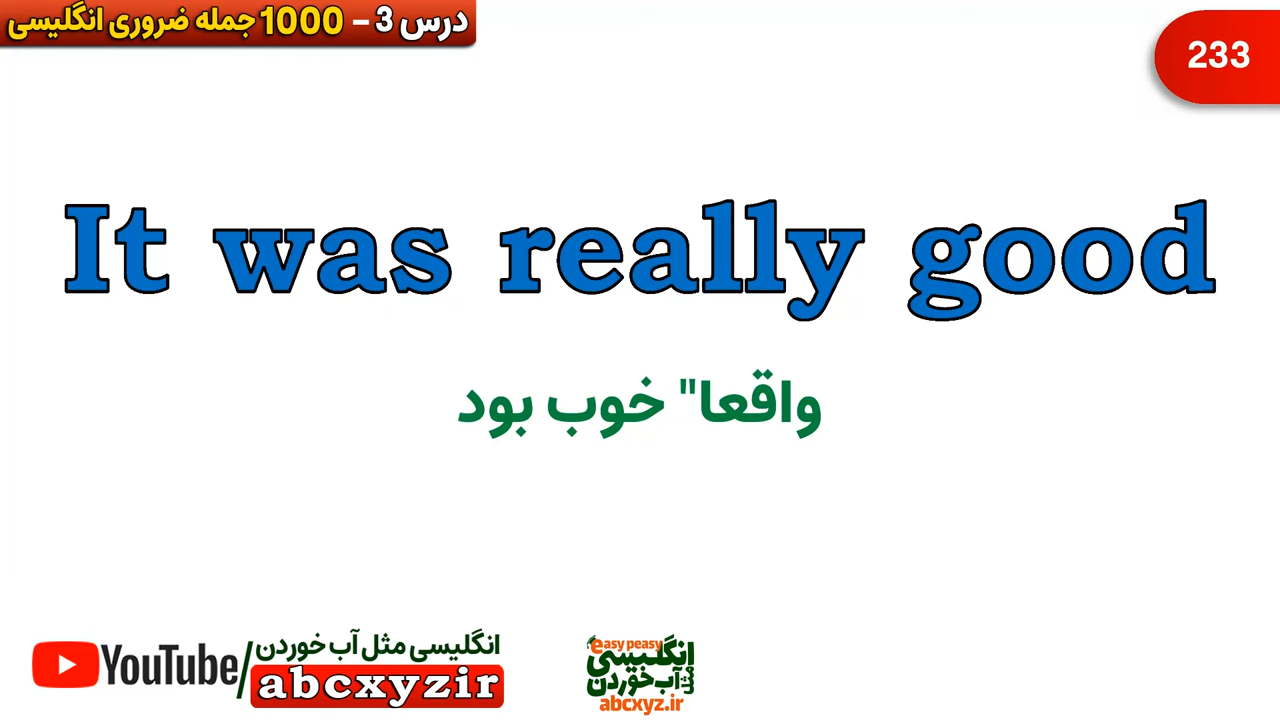 درس 3 – 1000 جمله ضروری انگلیسی
233
It was really good
واقعا" خوب بود
YouTube/
انگلیسی مثل آب خوردن
abcxyzir
easy peasy
انگلیسی
مثل آب خوردن
abcxyz.ir